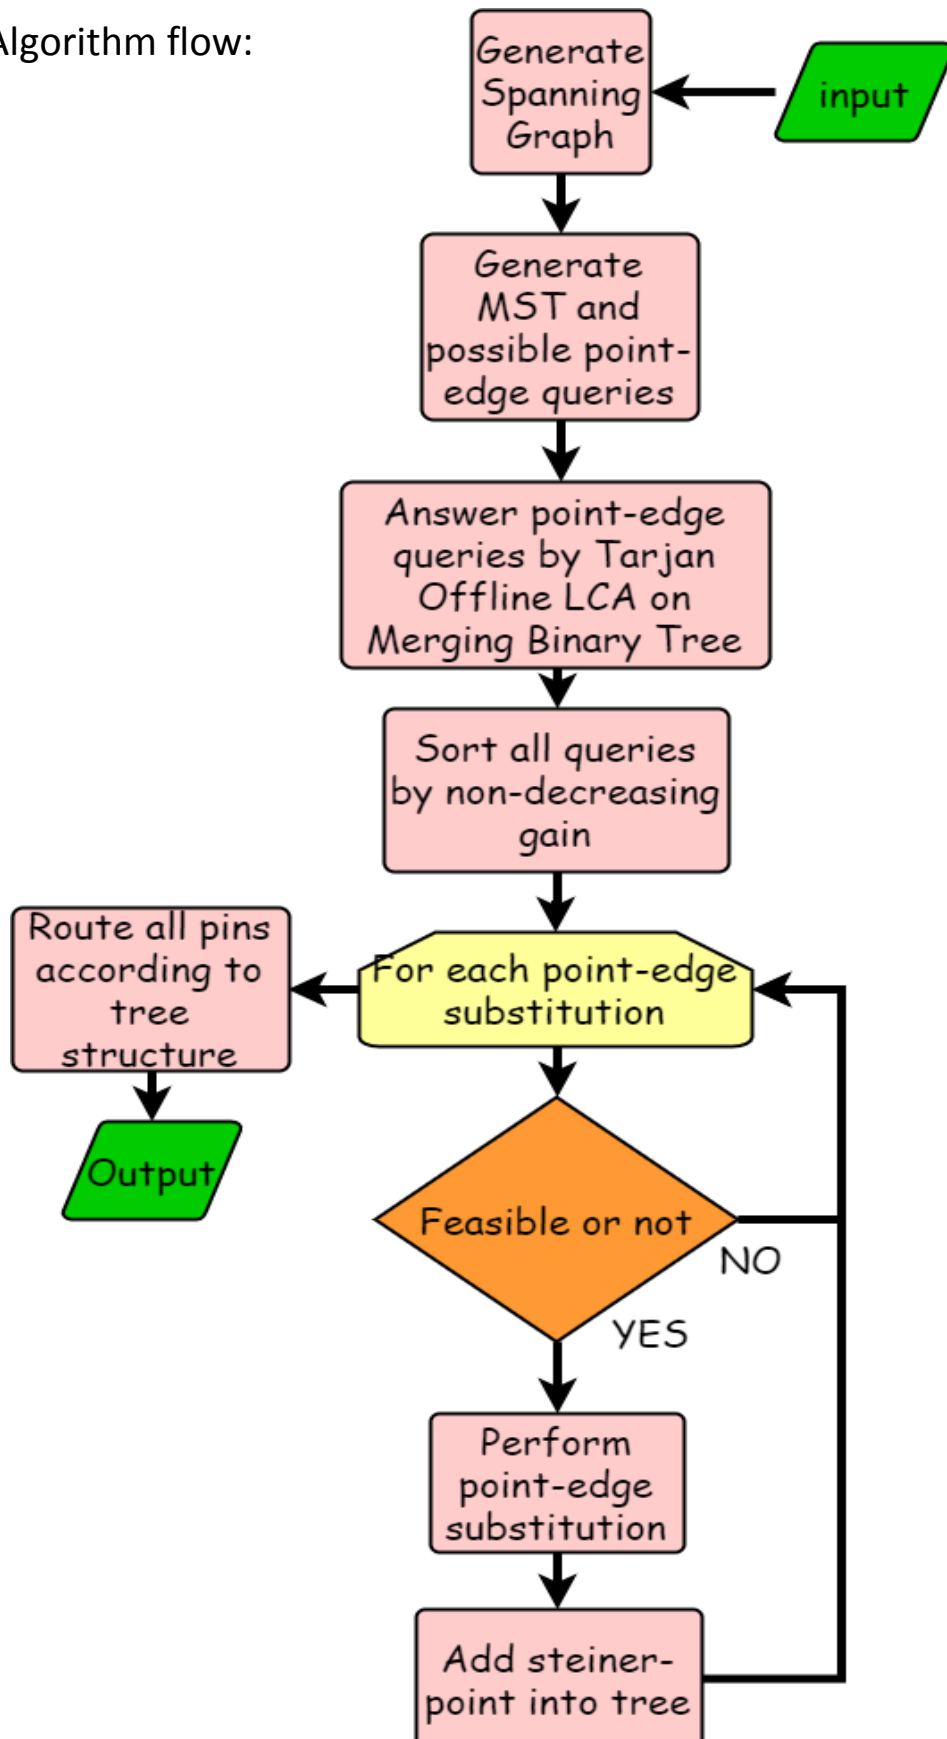 Algorithm flow:
Generate
Spanning
Graph
input
Generate
MST and
possible point-
edge queries
Answer point-edge
queries by Tarjan
Offline LCA on
Merging Binary Tree
Sort all queries
by non-decreasing
gain
Route all pins
according to
tree
structure
For each point-edge
substitution
Output
Feasible or not
NO
YES
Perform
point-edge
substitution
Add steiner-
point into tree